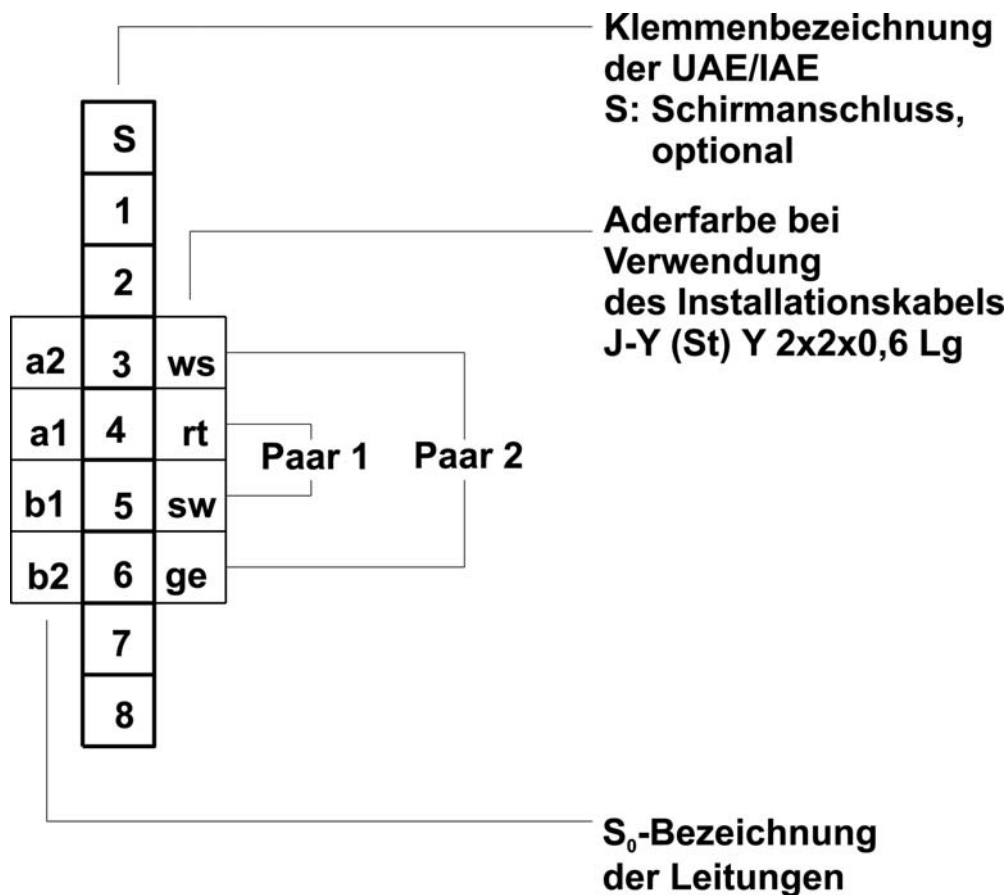 Klemmenbezeichnung
der UAE/IAE
S: Schirmanschluss,
optional
S
1
Aderfarbe bei
Verwendung
des Installationskabels
J-Y (St) Y 2x2x0,6 Lg
2
a2 3 ws
a1 4 rt
Paar 1 Paar 2
b1 5 sw
b2 6 ge
7
8
S₀-Bezeichnung
der Leitungen